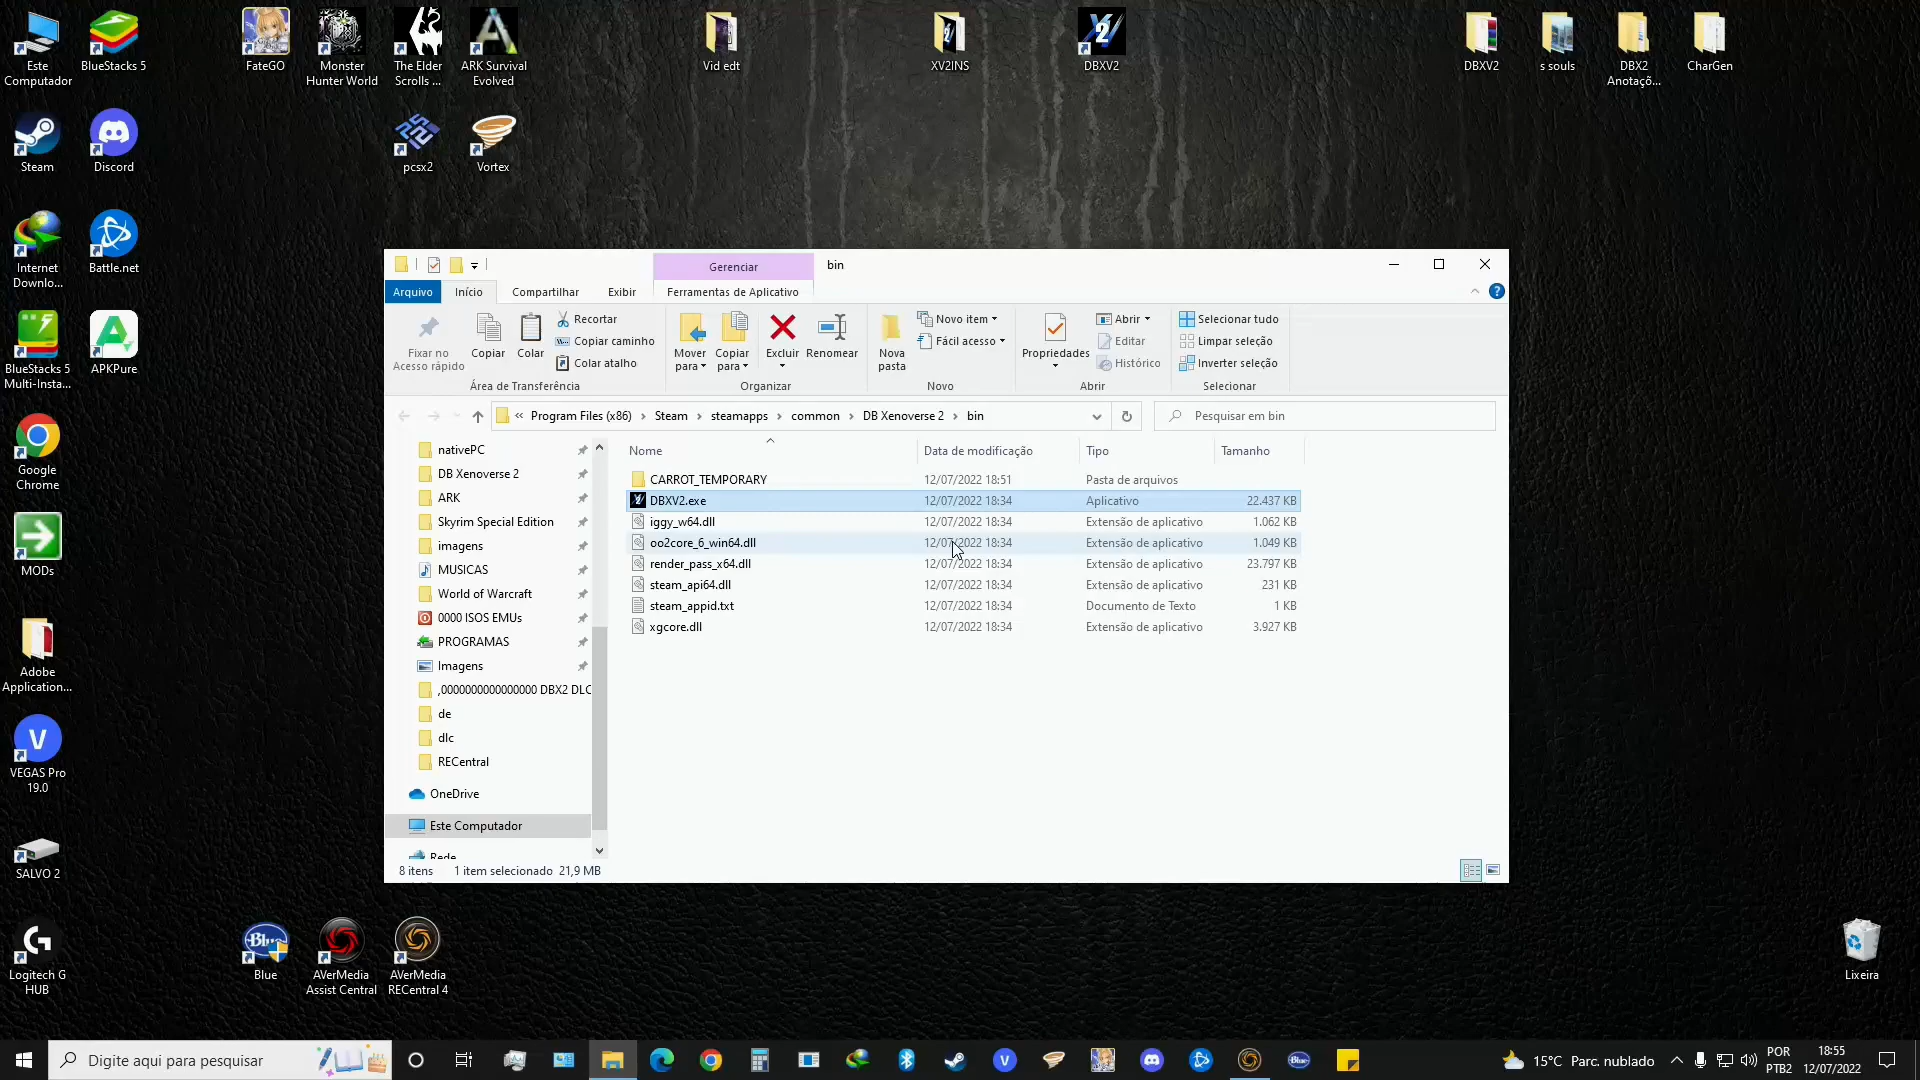 Este
Computador
BlueStacks 5
FateGO
Monster
Hunter World
The Elder
Scrolls ...
ARK Survival
Evolved
Vid edt
XV2INS
DBXV2
DBXV2
s souls
DBX2
Anotaçõ...
CharGen
Steam
Discord
pcsx2
Vortex
Internet
Downlo...
Battle.net
BlueStacks 5
Multi-Insta...
APKPure
Google
Chrome
MODs
Adobe
Application...
VEGAS Pro
19.0
SALVO 2
Logitech G
HUB
Blue
AVerMedia
Assist Central
AVerMedia
RECentral 4
Lixeira
Gerenciar
bin
Arquivo
Início
Compartilhar
Exibir
Ferramentas de Aplicativo
Fixar no
Acesso rápido
Copiar
Colar
Recortar
Copiar caminho
Colar atalho
Área de Transferência
Mover
para
Copiar
para
Excluir
Renomear
Organizar
Nova
pasta
Novo item
Fácil acesso
Novo
Propriedades
Abrir
Editar
Histórico
Abrir
Selecionar tudo
Limpar seleção
Inverter seleção
Selecionar
« Program Files (x86) › Steam › steamapps › common › DB Xenoverse 2 › bin
Pesquisar em bin
nativePC
DB Xenoverse 2
ARK
Skyrim Special Edition
imagens
MUSICAS
World of Warcraft
0000 ISOS EMUs
PROGRAMAS
Imagens
,0000000000000000 DBX2 DLC
de
dlc
RECentral
OneDrive
Este Computador
Rede
Nome Data de modificação Tipo Tamanho
CARROT_TEMPORARY 12/07/2022 18:51 Pasta de arquivos
DBXV2.exe 12/07/2022 18:34 Aplicativo 22.437 KB
iggy_w64.dll 12/07/2022 18:34 Extensão de aplicativo 1.062 KB
oo2core_6_win64.dll 12/07/2022 18:34 Extensão de aplicativo 1.049 KB
render_pass_x64.dll 12/07/2022 18:34 Extensão de aplicativo 23.797 KB
steam_api64.dll 12/07/2022 18:34 Extensão de aplicativo 231 KB
steam_appid.txt 12/07/2022 18:34 Documento de Texto 1 KB
xgcore.dll 12/07/2022 18:34 Extensão de aplicativo 3.927 KB
8 itens 1 item selecionado 21,9 MB
Digite aqui para pesquisar
15°C Parc. nublado
POR
PTB2
18:55
12/07/2022